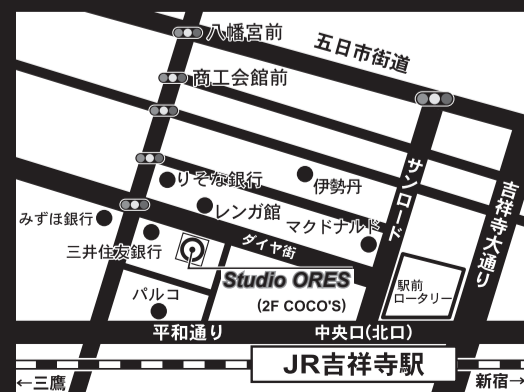 八幡宮前
五日市街道
商工会館前
サンロード
りそな銀行
伊勢丹
吉祥寺大通り
レンガ館
みずほ銀行
マクドナルド
三井住友銀行
ダイヤ街
Studio ORES
(2F COCO'S)
パルコ
駅前
ロータリー
平和通り
中央口(北口)
JR吉祥寺駅
←三鷹
新宿→